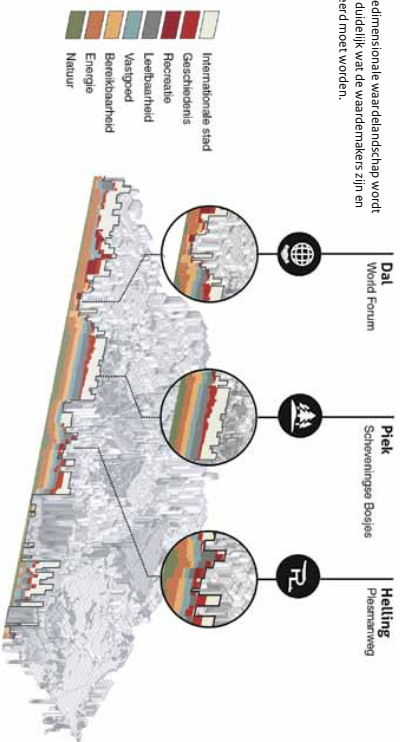 edimensionale waardelandschap wordt
duidelijk wat de waardemakers zijn en
eerd moet worden.
Dal
World Forum
Piek
Scheveningse Bosjes
Helling
Plesmanweg
Internationale stad
Geschiedenis
Recreatie
Leefbaarheid
Vastgoed
Bereikbaarheid
Energie
Natuur